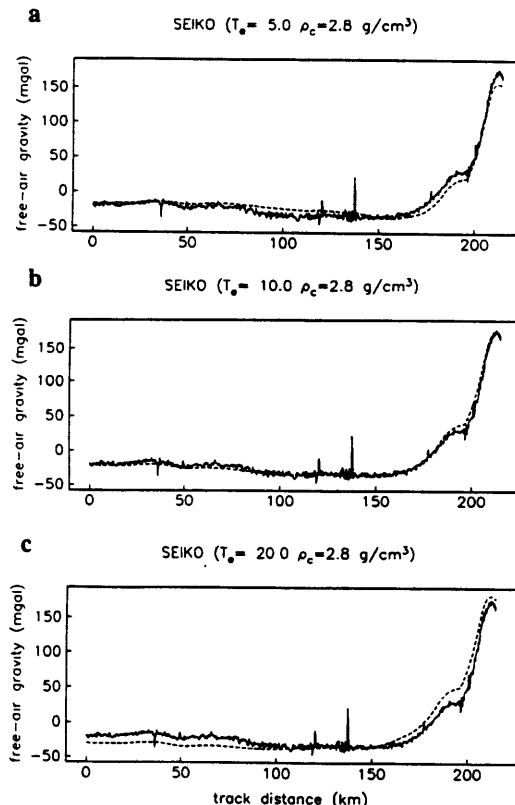 a
SEIKO (Tₑ= 5.0 ρc=2.8 g/cm³)
free-air gravity (mgal)
150
100
50
0
-50
0 50 100 150 200
b
SEIKO (Tₑ= 10.0 ρc=2.8 g/cm³)
free-air gravity (mgal)
150
100
50
0
-50
0 50 100 150 200
c
SEIKO (Tₑ= 20 0 ρc=2.8 g/cm³)
free-air gravity (mgal)
150
100
50
0
-50
0 50 100 150 200
track distance (km)